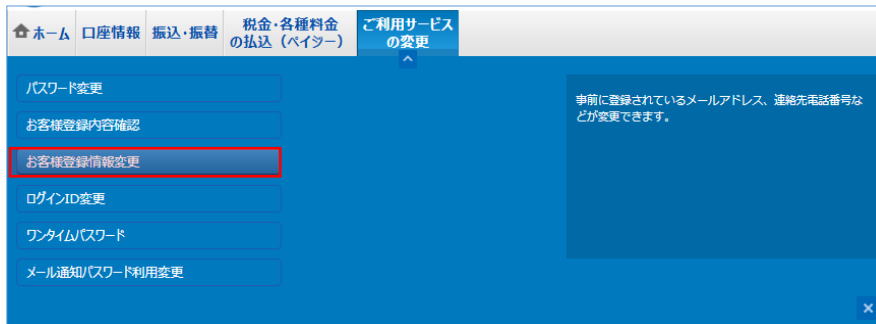 ホーム
口座情報
振込・振替
税金・各種料金
の払込（ペイジー）
ご利用サービス
の変更
パスワード変更
お客様登録内容確認
お客様登録情報変更
ログインID変更
ワンタイムパスワード
メール通知パスワード利用変更
事前に登録されているメールアドレス、連絡先電話番号な
どが変更できます。